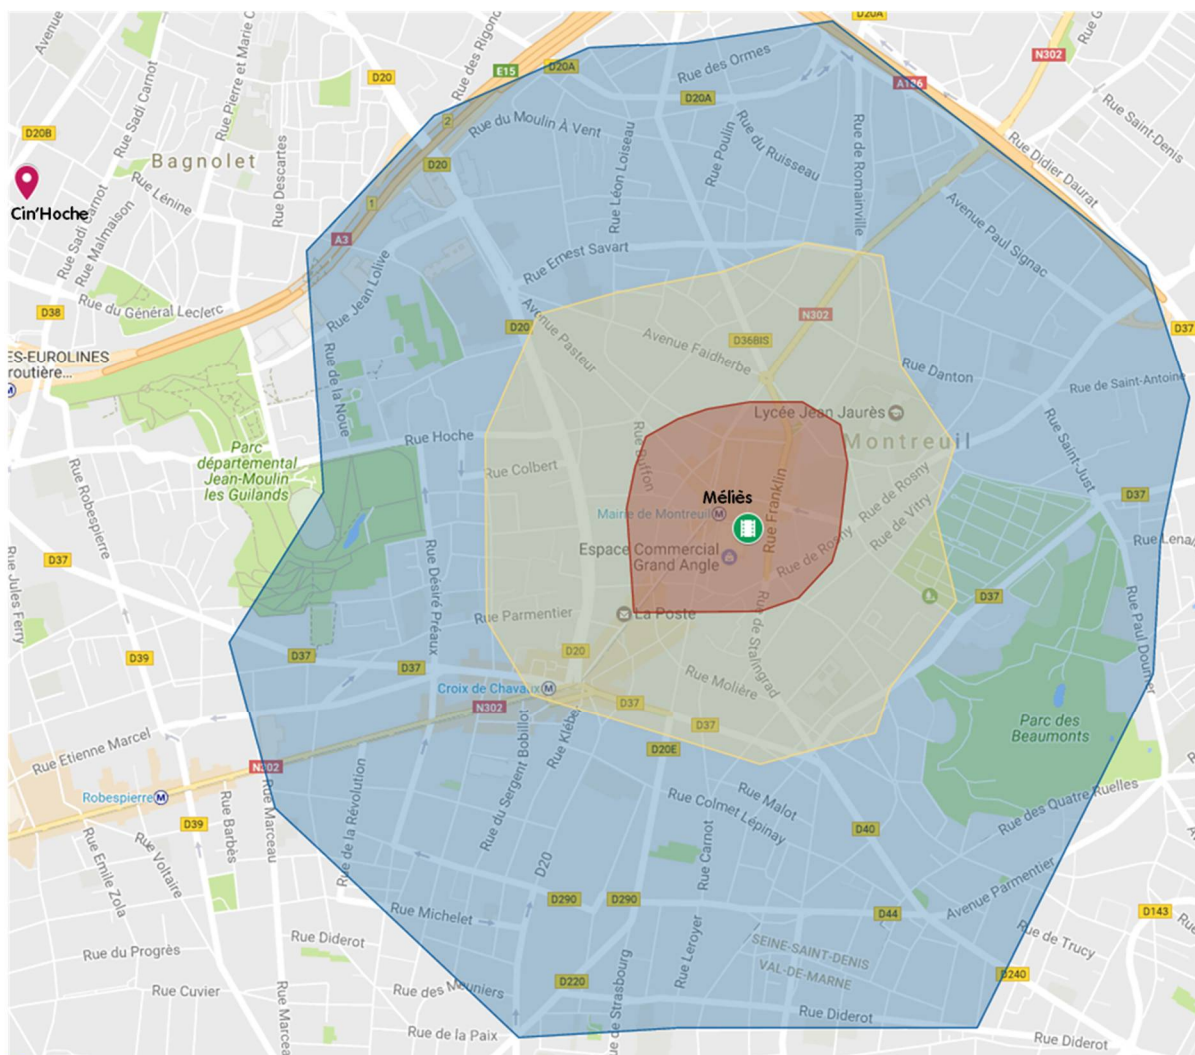 D20A
Avenue
Rue des Rigond
Rue des Ormes
N302
Rue G
E15
D20A
D20
A186
Rue Sadi Carnot
Rue Pierre et Marie C
D20A
Rue Saint-Denis
2
Rue du Moulin À Vent
D20B
Rue Poulin
Rue du Ruisseau
Rue de Romainville
Rue Didier Daurat
Bagnolet
D20
Rue Léon Loiseau
Rue Descartes
Cin'Hoche
Rue Lénine
1
Rue Sadi Carnot
Rue Malmaison
A3
Avenue Paul Signac
Rue Ernest Savart
Rue Jean Lolive
Rue du Général Leclerc
D38
N302
D20
Avenue Pasteur
D37
D36BIS
Avenue Faidherbe
ES-EUROLINES
routière...
M
Rue de la Noue
Rue Danton
Rue de Saint-Antoine
Lycée Jean Jaurès
Rue Hoche
Montreuil
Parc
départemental
Jean-Moulin
les Guilands
Rue Buffon
Rue Saint-Just
Rue Colbert
Rue Robespierre
Méliès
D37
Rue Franklin
Rue de Rosny
Rue de Vitry
Mairie de Montreuil M
Espace Commercial
Grand Angle
Rue de Rosny
Rue Lena
D37
Rue Désiré Préaux
Rue Jules Ferry
D37
Rue Parmentier
La Poste
Rue de Stalingrad
Rue Paul Doumer
D39
D37
D37
D20
Rue Molière
Croix de Chavaux M
N302
D37
D37
Rue Etienne Marcel
Rue du Sergent Bobillot
Rue Kléber
D20E
Parc des
Beaumonts
N302
Robespierre M
Rue de la Révolution
Rue Malot
Rue Colmet Lépinay
Rue des Quatre Ruelles
D39
Rue Barbès
Rue Marceau
D40
Rue Emile Zola
Rue Voltaire
Rue Carnot
D20
Avenue Parmentier
D290
D290
Rue Michelet
D44
D143
Rue du Progrès
Rue Diderot
Rue Leroyer
SEINE-SAINT-DENIS
VAL-DE-MARNE
Rue de Trucy
D240
Rue Cuvier
Rue des Meuniers
D220
Rue Marceau
Rue de la Paix
e de Strasbourg
Rue Diderot
Rue Diderot